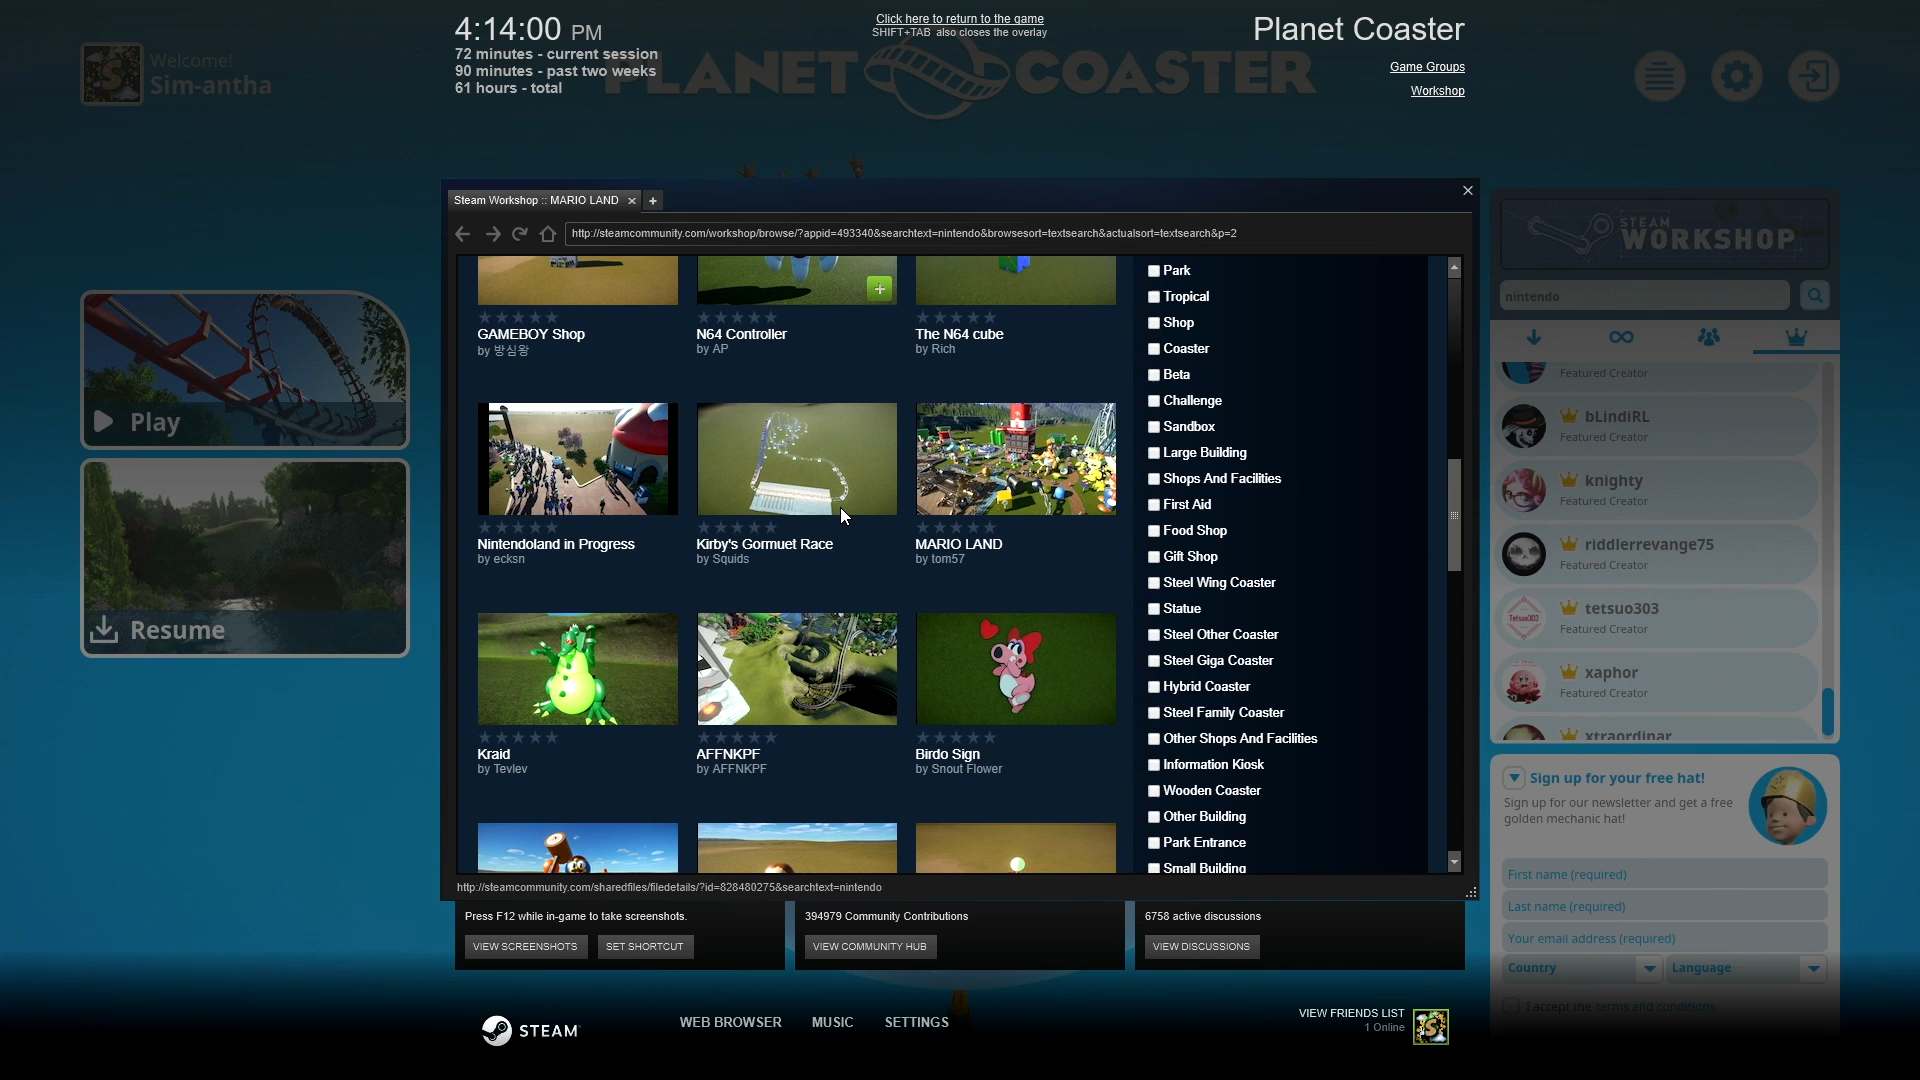 4:14:00 PM
72 minutes - current session
90 minutes - past two weeks
61 hours - total
Click here to return to the game
SHIFT+TAB also closes the overlay
Planet Coaster
Game Groups
Workshop
Welcome!
Sim-antha
PLANET COASTER
Play
Resume
Steam Workshop :: MARIO LAND
http://steamcommunity.com/workshop/browse/?appid=493340&searchtext=nintendo&browsesort=textsearch&actualsort=textsearch&p=2
GAMEBOY Shop
by 방심왕
N64 Controller
by AP
The N64 cube
by Rich
Nintendoland in Progress
by ecksn
Kirby's Gormuet Race
by Squids
MARIO LAND
by tom57
Kraid
by Tevlev
AFFNKPF
by AFFNKPF
Birdo Sign
by Snout Flower
Park
Tropical
Shop
Coaster
Beta
Challenge
Sandbox
Large Building
Shops And Facilities
First Aid
Food Shop
Gift Shop
Steel Wing Coaster
Statue
Steel Other Coaster
Steel Giga Coaster
Hybrid Coaster
Steel Family Coaster
Other Shops And Facilities
Information Kiosk
Wooden Coaster
Other Building
Park Entrance
Small Building
http://steamcommunity.com/sharedfiles/filedetails/?id=828480275&searchtext=nintendo
Press F12 while in-game to take screenshots.
VIEW SCREENSHOTS
SET SHORTCUT
394979 Community Contributions
VIEW COMMUNITY HUB
6758 active discussions
VIEW DISCUSSIONS
STEAM
WEB BROWSER
MUSIC
SETTINGS
VIEW FRIENDS LIST
1 Online
STEAM
WORKSHOP
nintendo
Featured Creator
bLindiRL
Featured Creator
knighty
Featured Creator
riddlerrevange75
Featured Creator
tetsuo303
Featured Creator
xaphor
Featured Creator
xtraordinar
Sign up for your free hat!
Sign up for our newsletter and get a free
golden mechanic hat!
First name (required)
Last name (required)
Your email address (required)
Country
Language
I accept the terms and conditions.